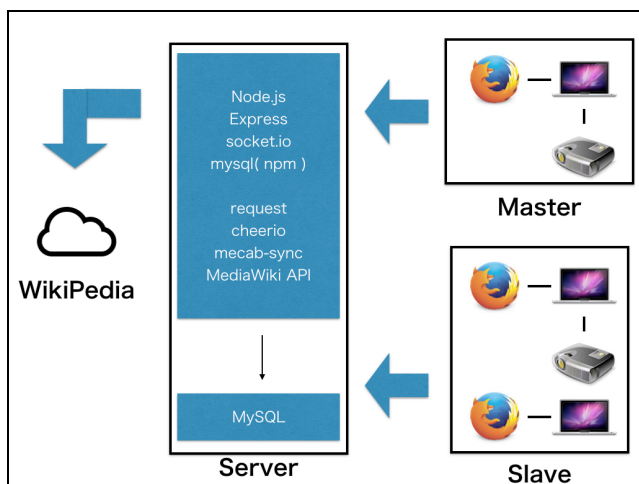 Node.js
Express
socket.io
mysql( npm )
request
cheerio
mecab-sync
MediaWiki API
MySQL
Server
WikiPedia
Master
Slave